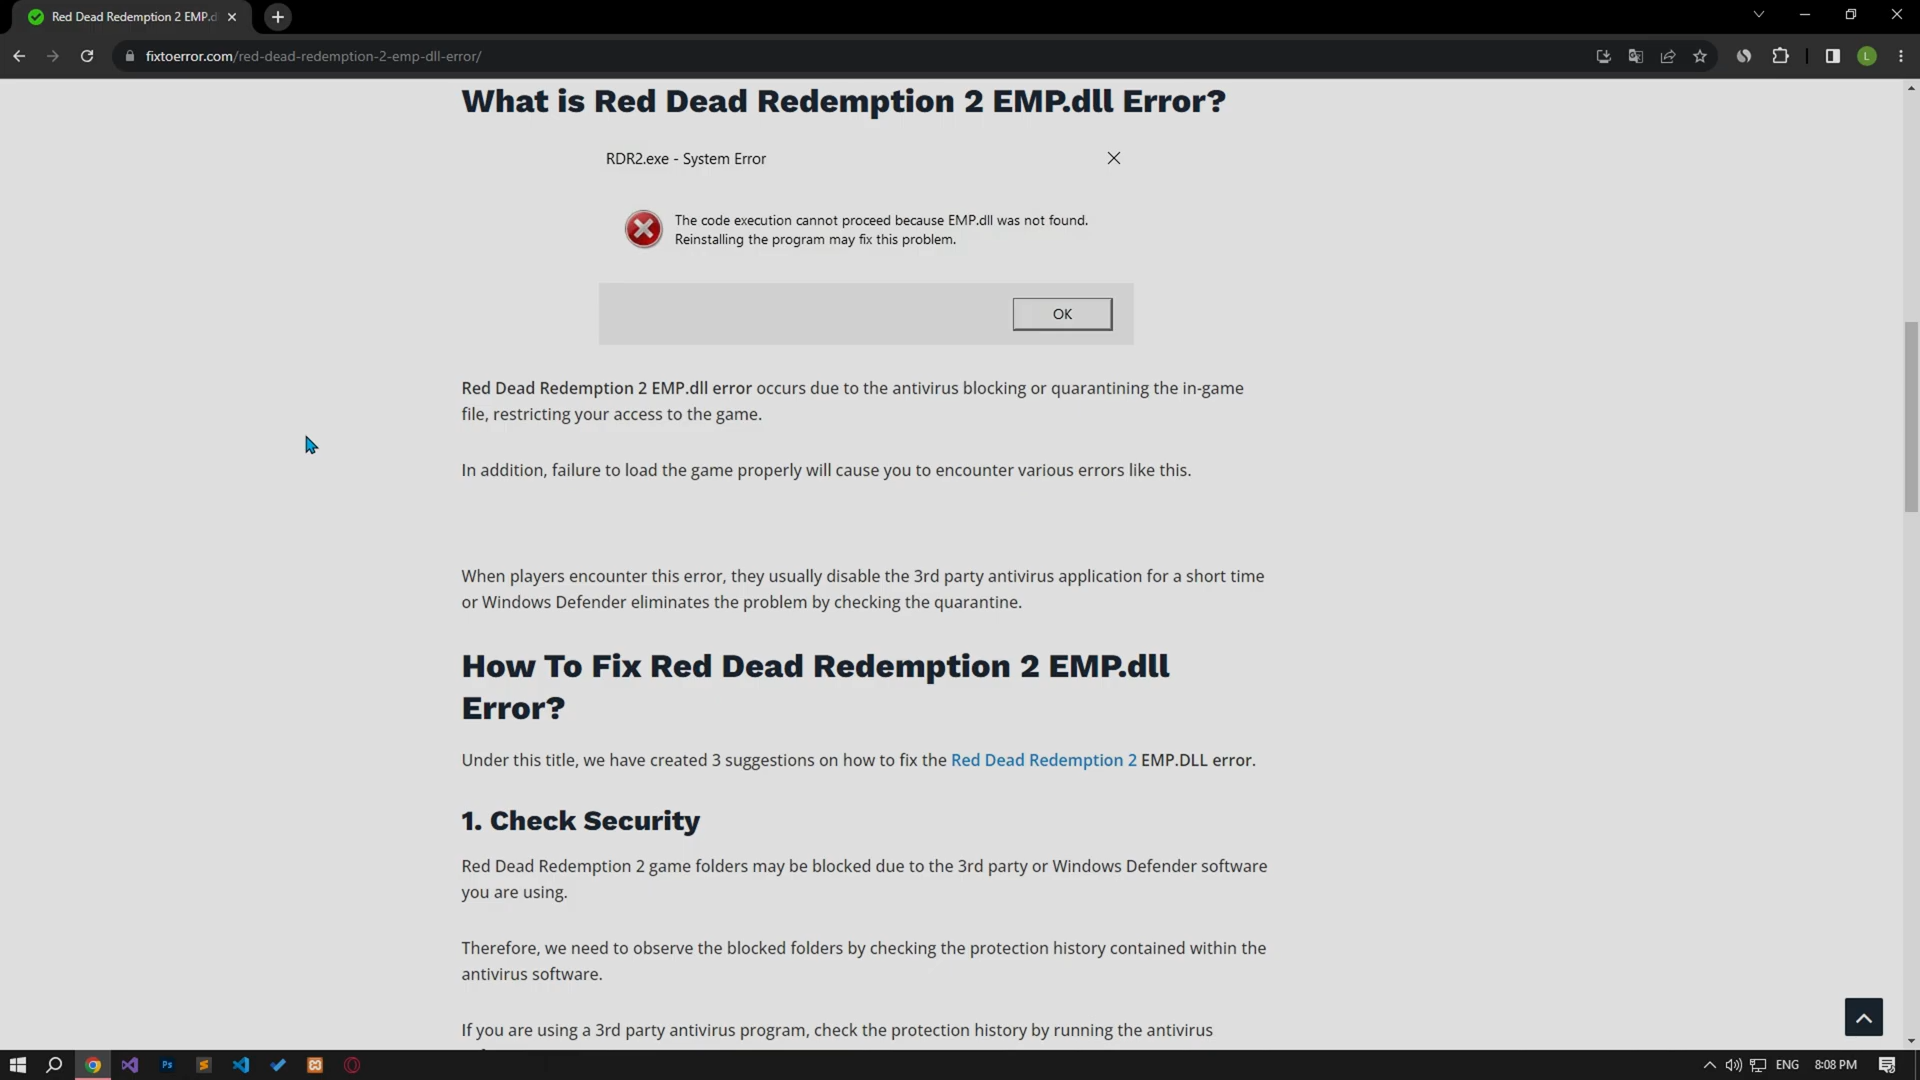 Red Dead Redemption 2 EMP.d
fixtoerror.com/red-dead-redemption-2-emp-dll-error/
L
What is Red Dead Redemption 2 EMP.dll Error?
RDR2.exe - System Error
The code execution cannot proceed because EMP.dll was not found.
Reinstalling the program may fix this problem.
OK
Red Dead Redemption 2 EMP.dll error occurs due to the antivirus blocking or quarantining the in-game
file, restricting your access to the game.
In addition, failure to load the game properly will cause you to encounter various errors like this.
When players encounter this error, they usually disable the 3rd party antivirus application for a short time
or Windows Defender eliminates the problem by checking the quarantine.
How To Fix Red Dead Redemption 2 EMP.dll
Error?
Under this title, we have created 3 suggestions on how to fix the Red Dead Redemption 2 EMP.DLL error.
1. Check Security
Red Dead Redemption 2 game folders may be blocked due to the 3rd party or Windows Defender software
you are using.
Therefore, we need to observe the blocked folders by checking the protection history contained within the
antivirus software.
If you are using a 3rd party antivirus program, check the protection history by running the antivirus
Ps
ENG
8:08 PM